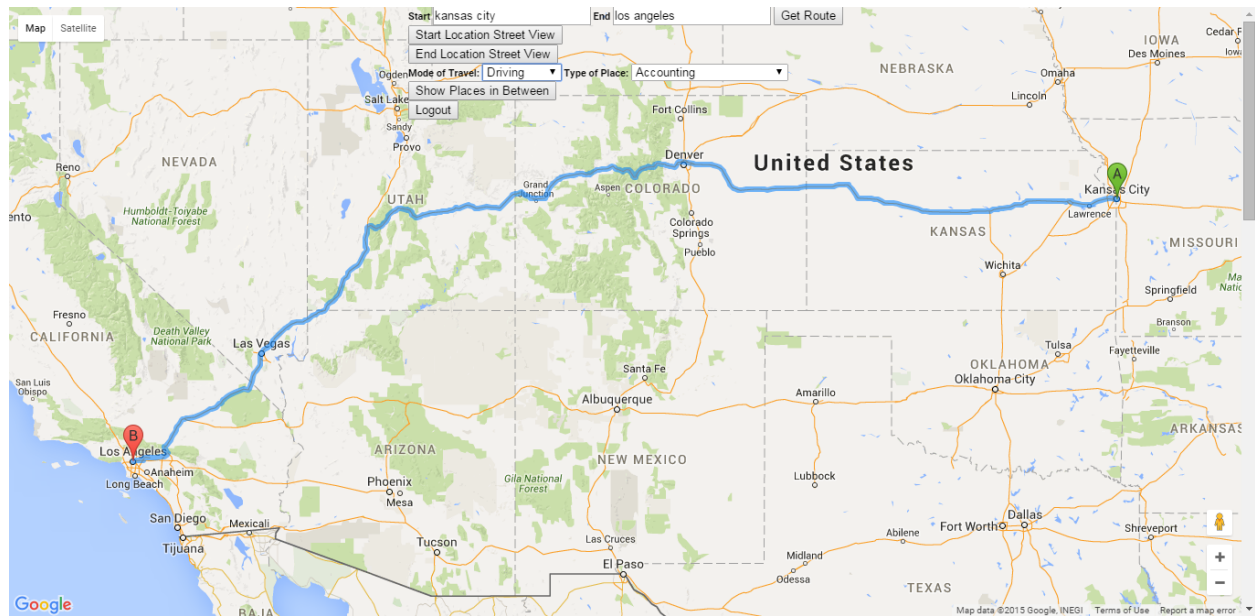 Map Satellite
Start kansas city End los angeles Get Route
Start Location Street View
End Location Street View
Mode of Travel: Driving Type of Place: Accounting
Show Places in Between
Logout
IOWA
Des Moines
NEBRASKA
Omaha
Lincoln
Ogden
Salt Lake
Sandy
Provo
Fort Collins
Denver
United States
Reno
NEVADA
Humboldt-Toyabe
National Forest
UTAH
Grand
Junction
Aspen
COLORADO
Colorado
Springs
Pueblo
A
Kansas City
Lawrence
KANSAS
MISSOURI
Wichita
Springfield
Branson
Fresno
CALIFORNIA
Death Valley
National Park
Las Vegas
San Luis
Obispo
Santa Fe
Albuquerque
Amarillo
OKLAHOMA
Oklahoma City
Tulsa
Fayetteville
ARKANSAS
B
Los Angeles
Anaheim
Long Beach
ARIZONA
Phoenix
Mesa
Gila National
Forest
NEW MEXICO
Lubbock
San Diego
Tijuana
Mexicali
Tucson
Las Cruces
El Paso
Midland
Odessa
Abilene
Fort Worth
Dallas
Shreveport
TEXAS
BAJA
Google
Map data ©2015 Google, INEGI Terms of Use Report a map error